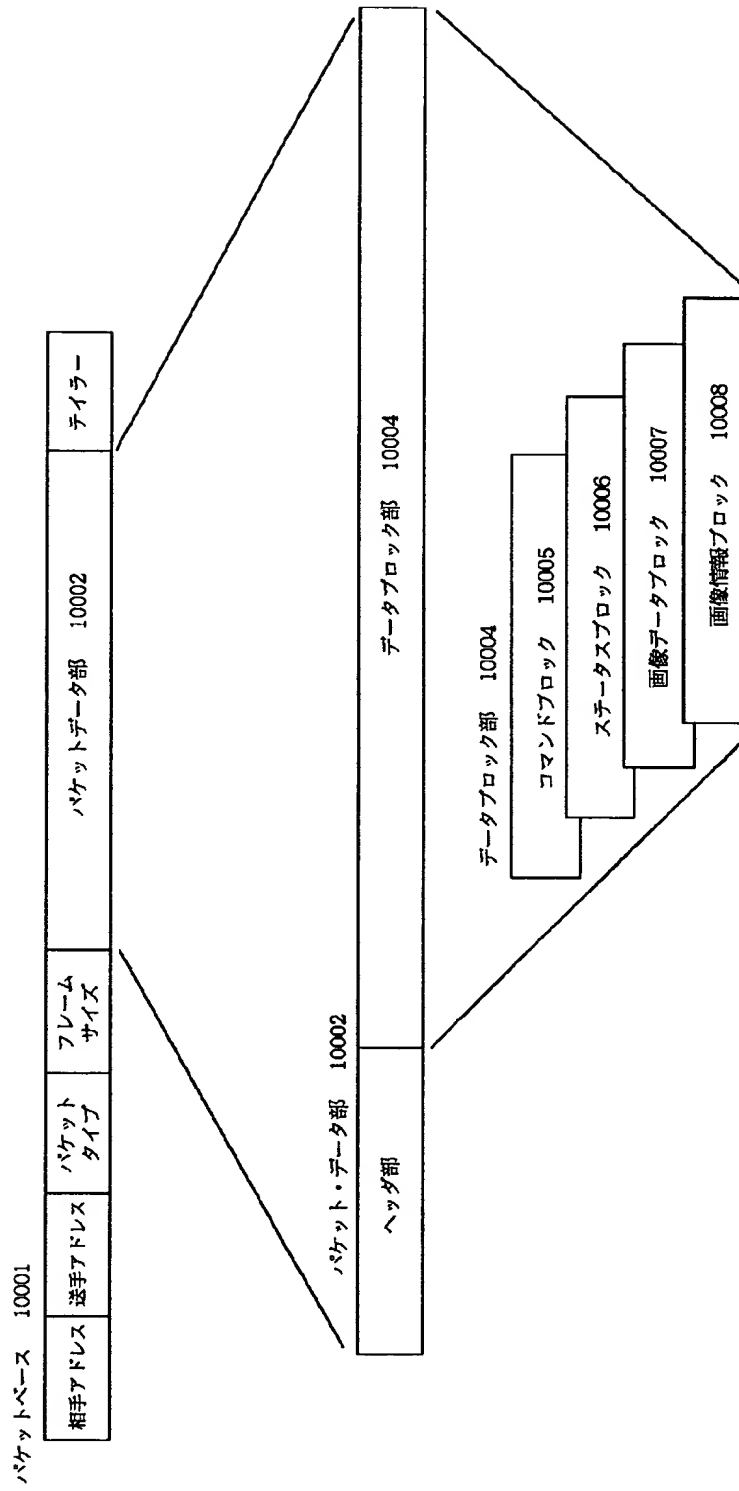 パケットベース 10001
相手アドレス
送手アドレス
パケット
タイプ
フレーム
サイズ
パケットデータ部 10002
テイラー
パケット・データ部 10002
ヘッダ部
データブロック部 10004
データブロック部 10004
コマンドブロック 10005
ステータスブロック 10006
画像データブロック 10007
画像情報ブロック 10008